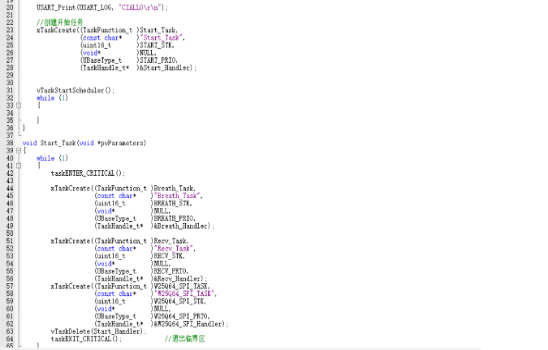 20 USART_Print(USART_LOG, "CIALLO\r\n");
21
22 //创建开始任务
23 xTaskCreate((TaskFunction_t )Start_Task,
24 (const char* )"Start_Task",
25 (uint16_t )START_STK,
26 (void* )NULL,
27 (UBaseType_t )START_PRIO,
28 (TaskHandle_t* )&Start_Handler);
29
30
31 vTaskStartScheduler();
32 while (1)
33 {
34
35 }
36 }
37
38 void Start_Task(void *pvParameters)
39 {
40 while (1)
41 {
42 taskENTER_CRITICAL();
43
44 xTaskCreate((TaskFunction_t )Breath_Task,
45 (const char* )"Breath_Task",
46 (uint16_t )BREATH_STK,
47 (void* )NULL,
48 (UBaseType_t )BREATH_PRIO,
49 (TaskHandle_t* )&Breath_Handler);
50
51 xTaskCreate((TaskFunction_t )Recv_Task,
52 (const char* )"Recv_Task",
53 (uint16_t )RECV_STK,
54 (void* )NULL,
55 (UBaseType_t )RECV_PRIO,
56 (TaskHandle_t* )&Recv_Handler);
57 xTaskCreate((TaskFunction_t )W25Q64_SPI_TASK,
58 (const char* )"W25Q64_SPI_TASK",
59 (uint16_t )W25Q64_SPI_STK,
60 (void* )NULL,
61 (UBaseType_t )W25Q64_SPI_PRIO,
62 (TaskHandle_t* )&W25Q64_SPI_Handler);
63 vTaskDelete(Start_Handler);
64 taskEXIT_CRITICAL(); //退出临界区
65 }